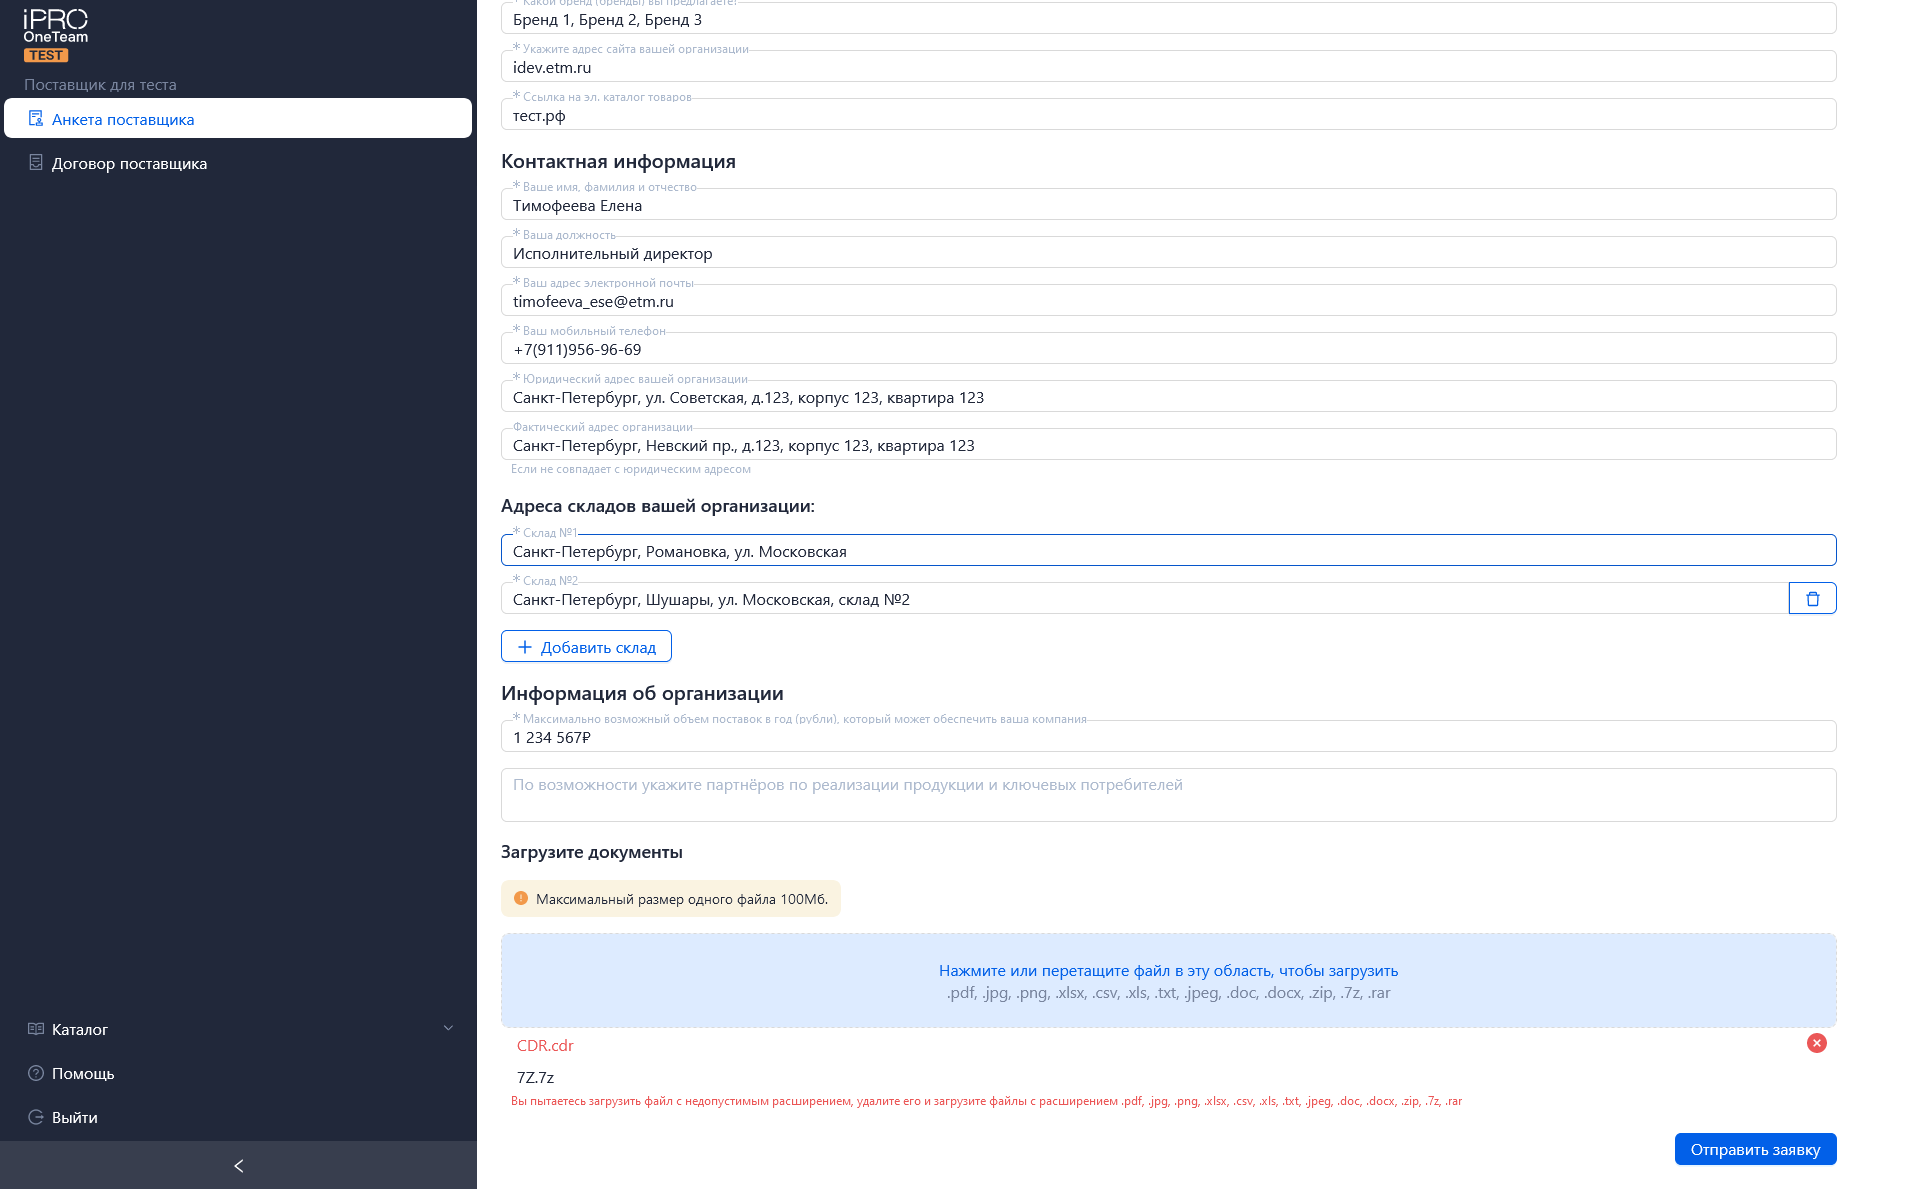 iPRO
OneTeam
TEST
Поставщик для теста
Анкета поставщика
Договор поставщика
Каталог
Помощь
Выйти
* Какой бренд (бренды) вы предлагаете?
Бренд 1, Бренд 2, Бренд 3
* Укажите адрес сайта вашей организации
idev.etm.ru
* Ссылка на эл. каталог товаров
тест.рф
Контактная информация
* Ваше имя, фамилия и отчество
Тимофеева Елена
* Ваша должность
Исполнительный директор
* Ваш адрес электронной почты
timofeeva_ese@etm.ru
* Ваш мобильный телефон
+7(911)956-96-69
* Юридический адрес вашей организации
Санкт-Петербург, ул. Советская, д.123, корпус 123, квартира 123
Фактический адрес организации
Санкт-Петербург, Невский пр., д.123, корпус 123, квартира 123
Если не совпадает с юридическим адресом
Адреса складов вашей организации:
* Склад №1
Санкт-Петербург, Романовка, ул. Московская
* Склад №2
Санкт-Петербург, Шушары, ул. Московская, склад №2
+ Добавить склад
Информация об организации
* Максимально возможный объем поставок в год (рубли), который может обеспечить ваша компания
1 234 567₽
По возможности укажите партнёров по реализации продукции и ключевых потребителей
Загрузите документы
Максимальный размер одного файла 100Мб.
Нажмите или перетащите файл в эту область, чтобы загрузить
.pdf, .jpg, .png, .xlsx, .csv, .xls, .txt, .jpeg, .doc, .docx, .zip, .7z, .rar
CDR.cdr
7Z.7z
Вы пытаетесь загрузить файл с недопустимым расширением, удалите его и загрузите файлы с расширением .pdf, .jpg, .png, .xlsx, .csv, .xls, .txt, .jpeg, .doc, .docx, .zip, .7z, .rar
Отправить заявку